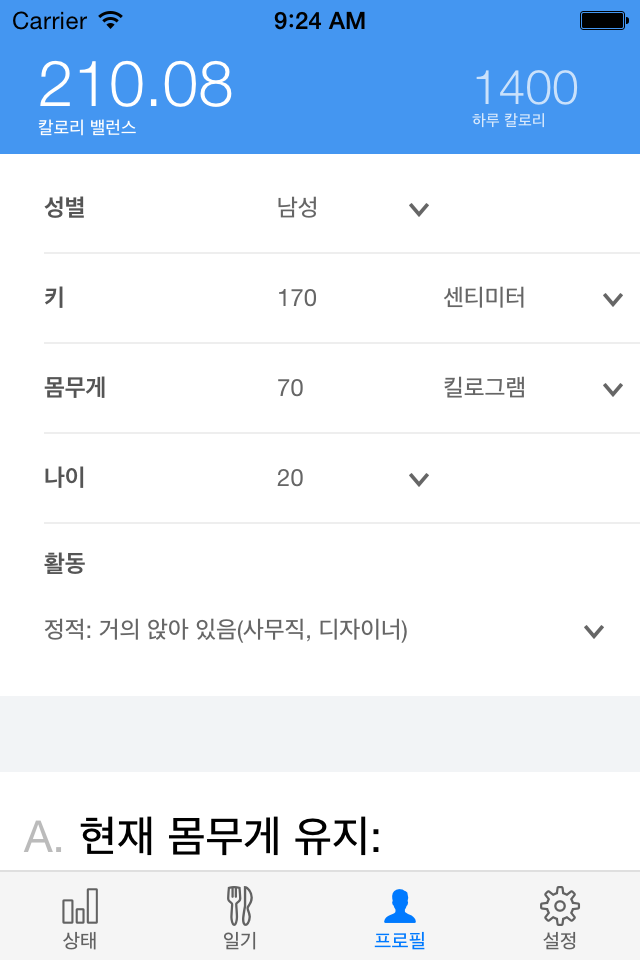 Carrier 9:24 AM
210.08 1400
칼로리 밸런스 하루 칼로리
성별 남성
키 170 센티미터
몸무게 70 킬로그램
나이 20
활동
정적: 거의 앉아 있음(사무직, 디자이너)
A. 현재 몸무게 유지:
상태 일기 프로필 설정